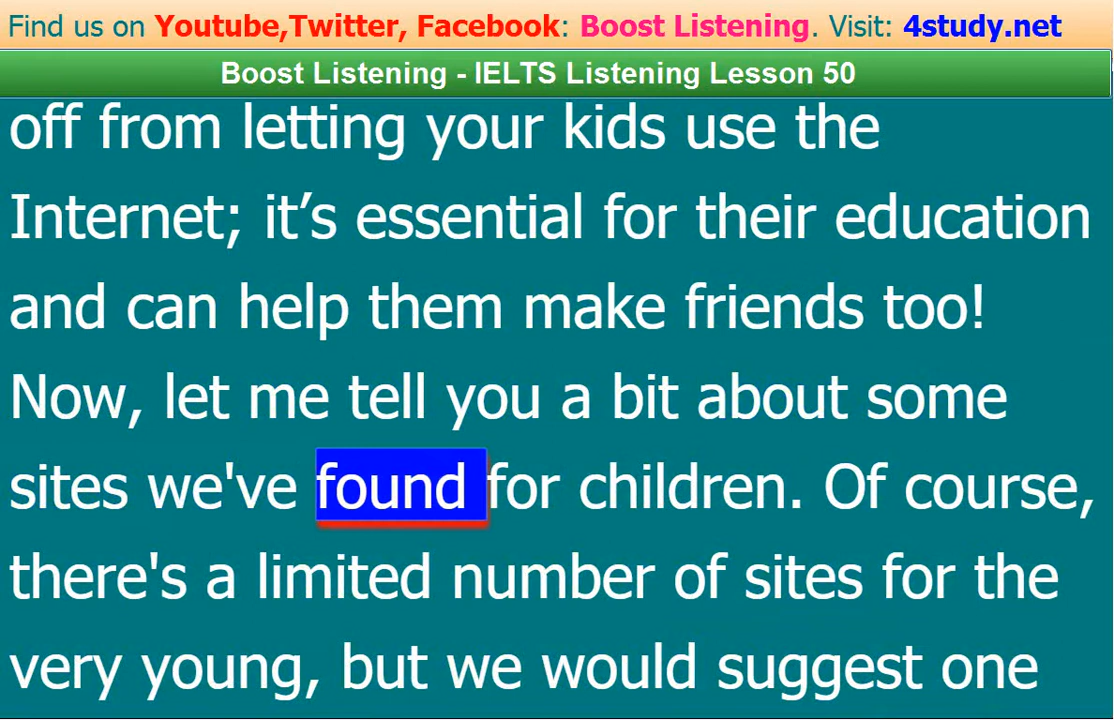 Find us on Youtube,Twitter, Facebook: Boost Listening. Visit: 4study.net
Boost Listening - IELTS Listening Lesson 50
off from letting your kids use the
Internet; it’s essential for their education
and can help them make friends too!
Now, let me tell you a bit about some
sites we've found for children. Of course,
there's a limited number of sites for the
very young, but we would suggest one